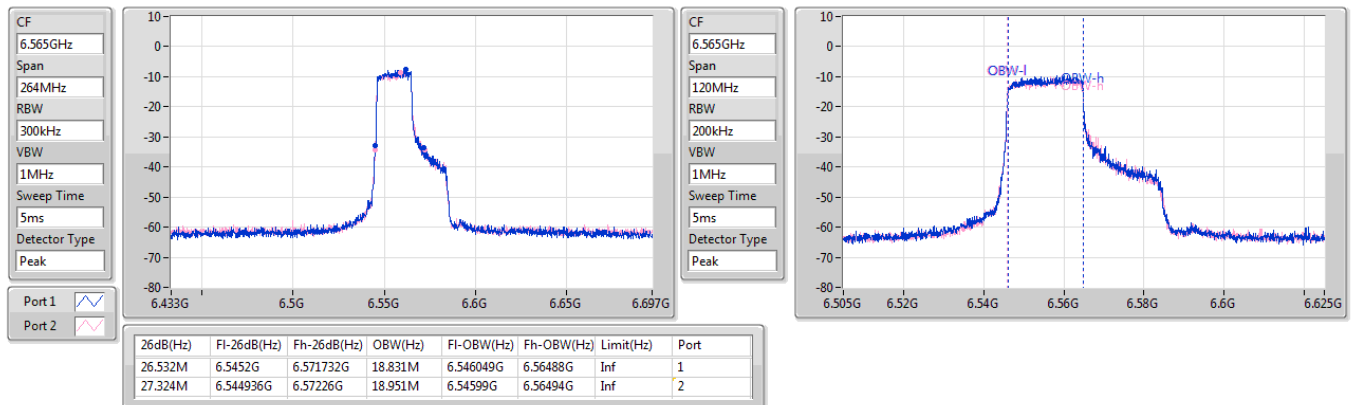 CF
6.565GHz
Span
264MHz
RBW
300kHz
VBW
1MHz
Sweep Time
5ms
Detector Type
Peak
Port 1
Port 2
10
0
-10
-20
-30
-40
-50
-60
-70
-80
6.433G 6.5G 6.55G 6.6G 6.65G 6.697G
CF
6.565GHz
Span
120MHz
RBW
200kHz
VBW
1MHz
Sweep Time
5ms
Detector Type
Peak
10
0
-10
-20
-30
-40
-50
-60
-70
-80
OBW-l
OBW-h
OBW-h
6.505G 6.52G 6.54G 6.56G 6.58G 6.6G 6.625G
26dB(Hz) Fl-26dB(Hz) Fh-26dB(Hz) OBW(Hz) Fl-OBW(Hz) Fh-OBW(Hz) Limit(Hz) Port
26.532M 6.5452G 6.571732G 18.831M 6.546049G 6.56488G Inf 1
27.324M 6.544936G 6.57226G 18.951M 6.54599G 6.56494G Inf 2